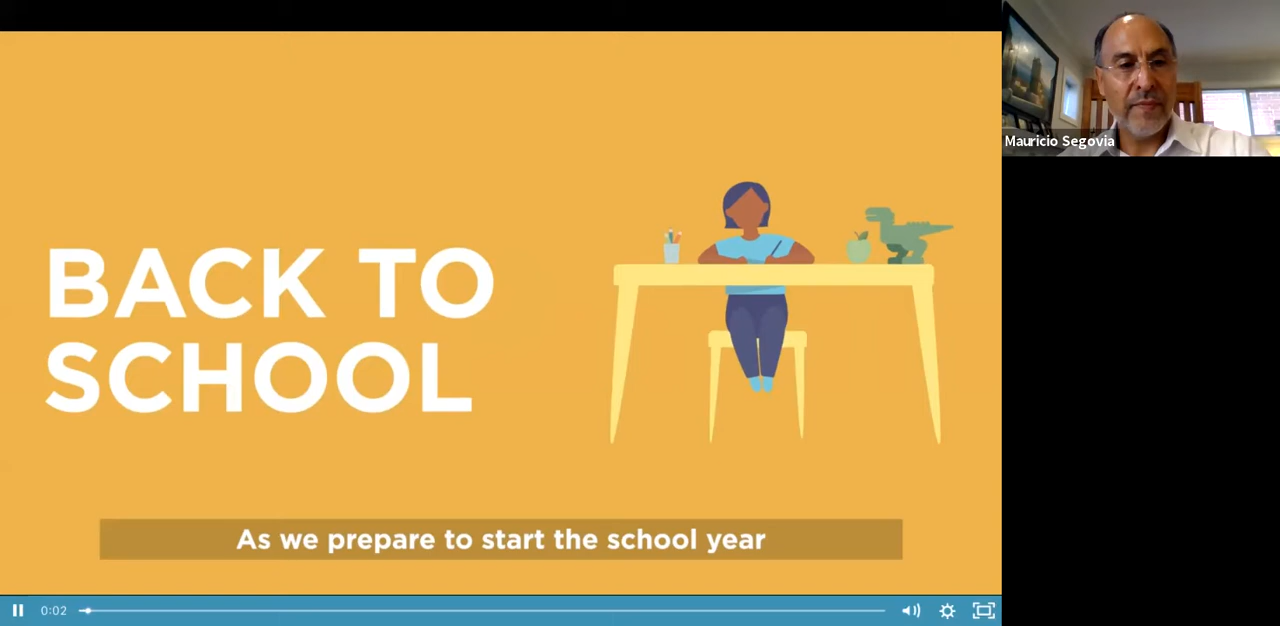 Mauricio Segovia
BACK TO
SCHOOL
As we prepare to start the school year
0:02